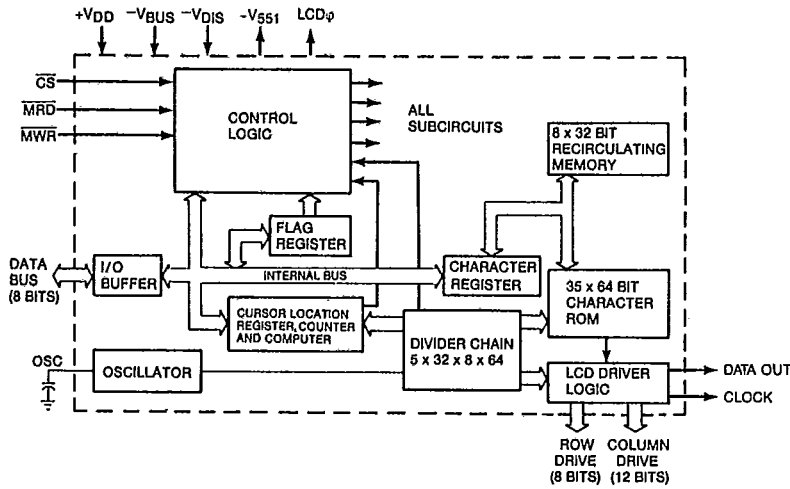 +VDD −VBUS −VDIS -V551 LCDφ
CS
MRD
MWR
CONTROL
LOGIC
ALL
SUBCIRCUITS
8 x 32 BIT
RECIRCULATING
MEMORY
FLAG
REGISTER
DATA
BUS
(8 BITS)
I/O
BUFFER
INTERNAL BUS
CHARACTER
REGISTER
35 x 64 BIT
CHARACTER
ROM
CURSOR LOCATION
REGISTER, COUNTER
AND COMPUTER
DIVIDER CHAIN
5 x 32 x 8 x 64
OSC
OSCILLATOR
LCD DRIVER
LOGIC
DATA OUT
CLOCK
ROW
DRIVE
(8 BITS)
COLUMN
DRIVE
(12 BITS)